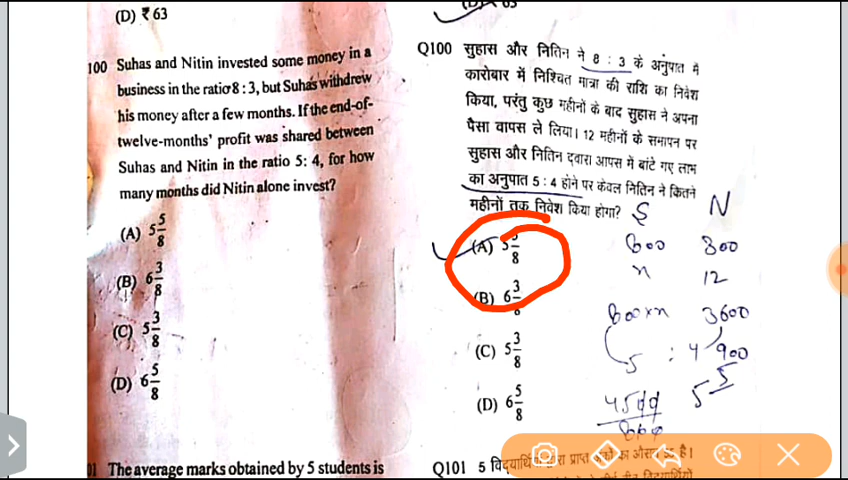 (D) ₹ 63
100 Suhas and Nitin invested some money in a
business in the ratio 8 : 3, but Suhas withdrew
his money after a few months. If the end-of-
twelve-months' profit was shared between
Suhas and Nitin in the ratio 5: 4, for how
many months did Nitin alone invest?
(A) 5 5/8
(B) 6 3/8
(C) 5 3/8
(D) 6 5/8
The average marks obtained by 5 students is
Q100 सुहास और नितिन ने 8 : 3 के अनुपात में
कारोबार में निश्चित मात्रा की राशि का निवेश
किया, परंतु कुछ महीनों के बाद सुहास ने अपना
पैसा वापस ले लिया। 12 महीनों के समापन पर
सुहास और नितिन द्वारा आपस में बांटे गए लाभ
का अनुपात 5 : 4 होने पर केवल नितिन ने कितने
महीनों तक निवेश किया होगा?
(A) 5 5/8
(B) 6 3/8
(C) 5 3/8
(D) 6 5/8
S N
800 300
n 12
800×n 3600
5 : 4 900
4500 5 5
800
Q101 5